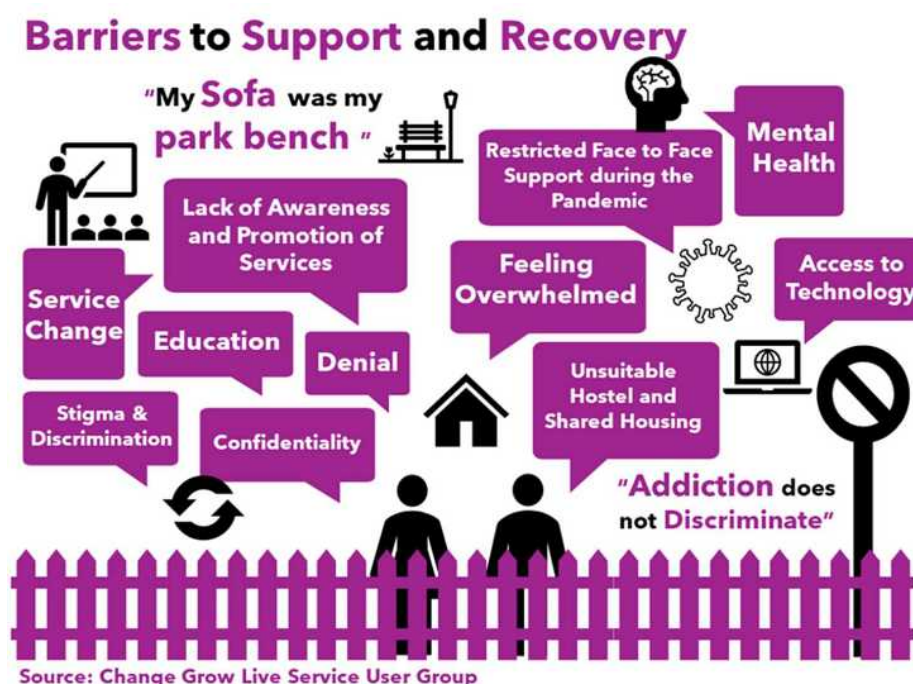 Barriers to Support and Recovery
"My Sofa was my
park bench "
Restricted Face to Face
Support during the
Pandemic
Mental
Health
Lack of Awareness
and Promotion of
Services
Service
Change
Feeling
Overwhelmed
Access to
Technology
Education
Denial
Unsuitable
Hostel and
Shared Housing
Stigma &
Discrimination
Confidentiality
"Addiction does
not Discriminate"
Source: Change Grow Live Service User Group